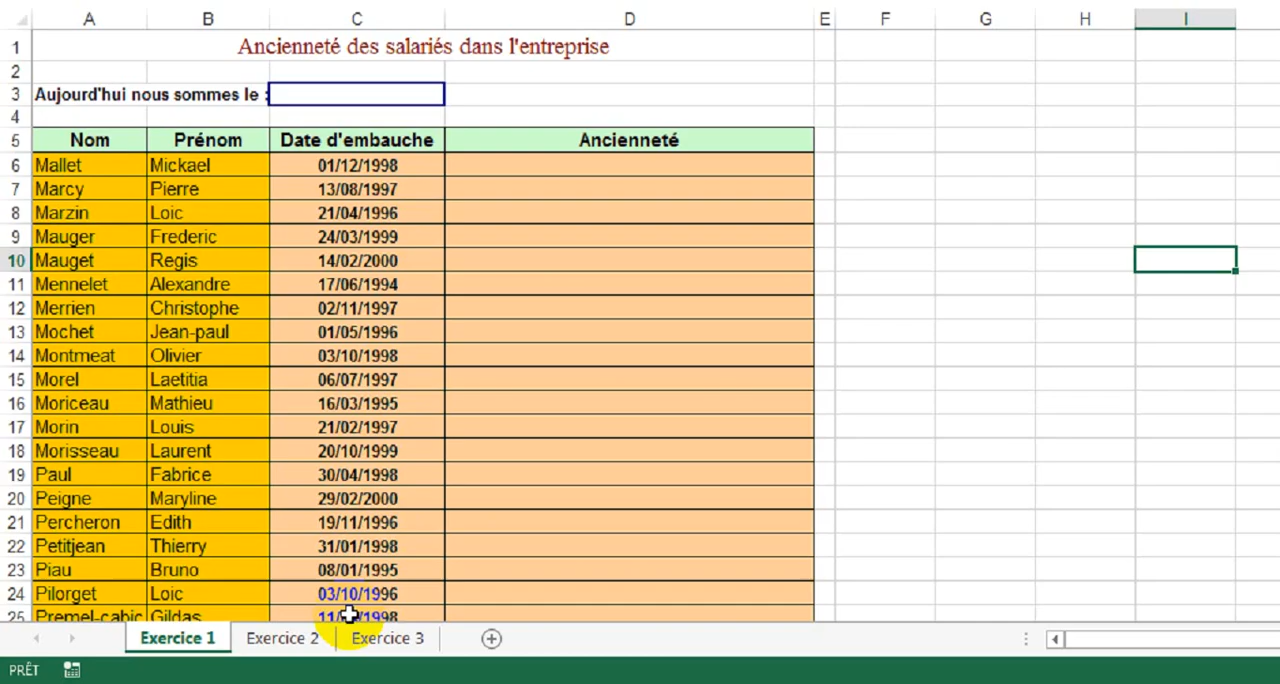 A B C D E F G H I
1 Ancienneté des salariés dans l'entreprise
2
3 Aujourd'hui nous sommes le :
4
5 Nom Prénom Date d'embauche Ancienneté
6 Mallet Mickael 01/12/1998
7 Marcy Pierre 13/08/1997
8 Marzin Loic 21/04/1996
9 Mauger Frederic 24/03/1999
10 Mauget Regis 14/02/2000
11 Mennelet Alexandre 17/06/1994
12 Merrien Christophe 02/11/1997
13 Mochet Jean-paul 01/05/1996
14 Montmeat Olivier 03/10/1998
15 Morel Laetitia 06/07/1997
16 Moriceau Mathieu 16/03/1995
17 Morin Louis 21/02/1997
18 Morisseau Laurent 20/10/1999
19 Paul Fabrice 30/04/1998
20 Peigne Maryline 29/02/2000
21 Percheron Edith 19/11/1996
22 Petitjean Thierry 31/01/1998
23 Piau Bruno 08/01/1995
24 Pilorget Loic 03/10/1996
25 Premel-cabic Gildas
Exercice 1 Exercice 2 Exercice 3
PRÊT